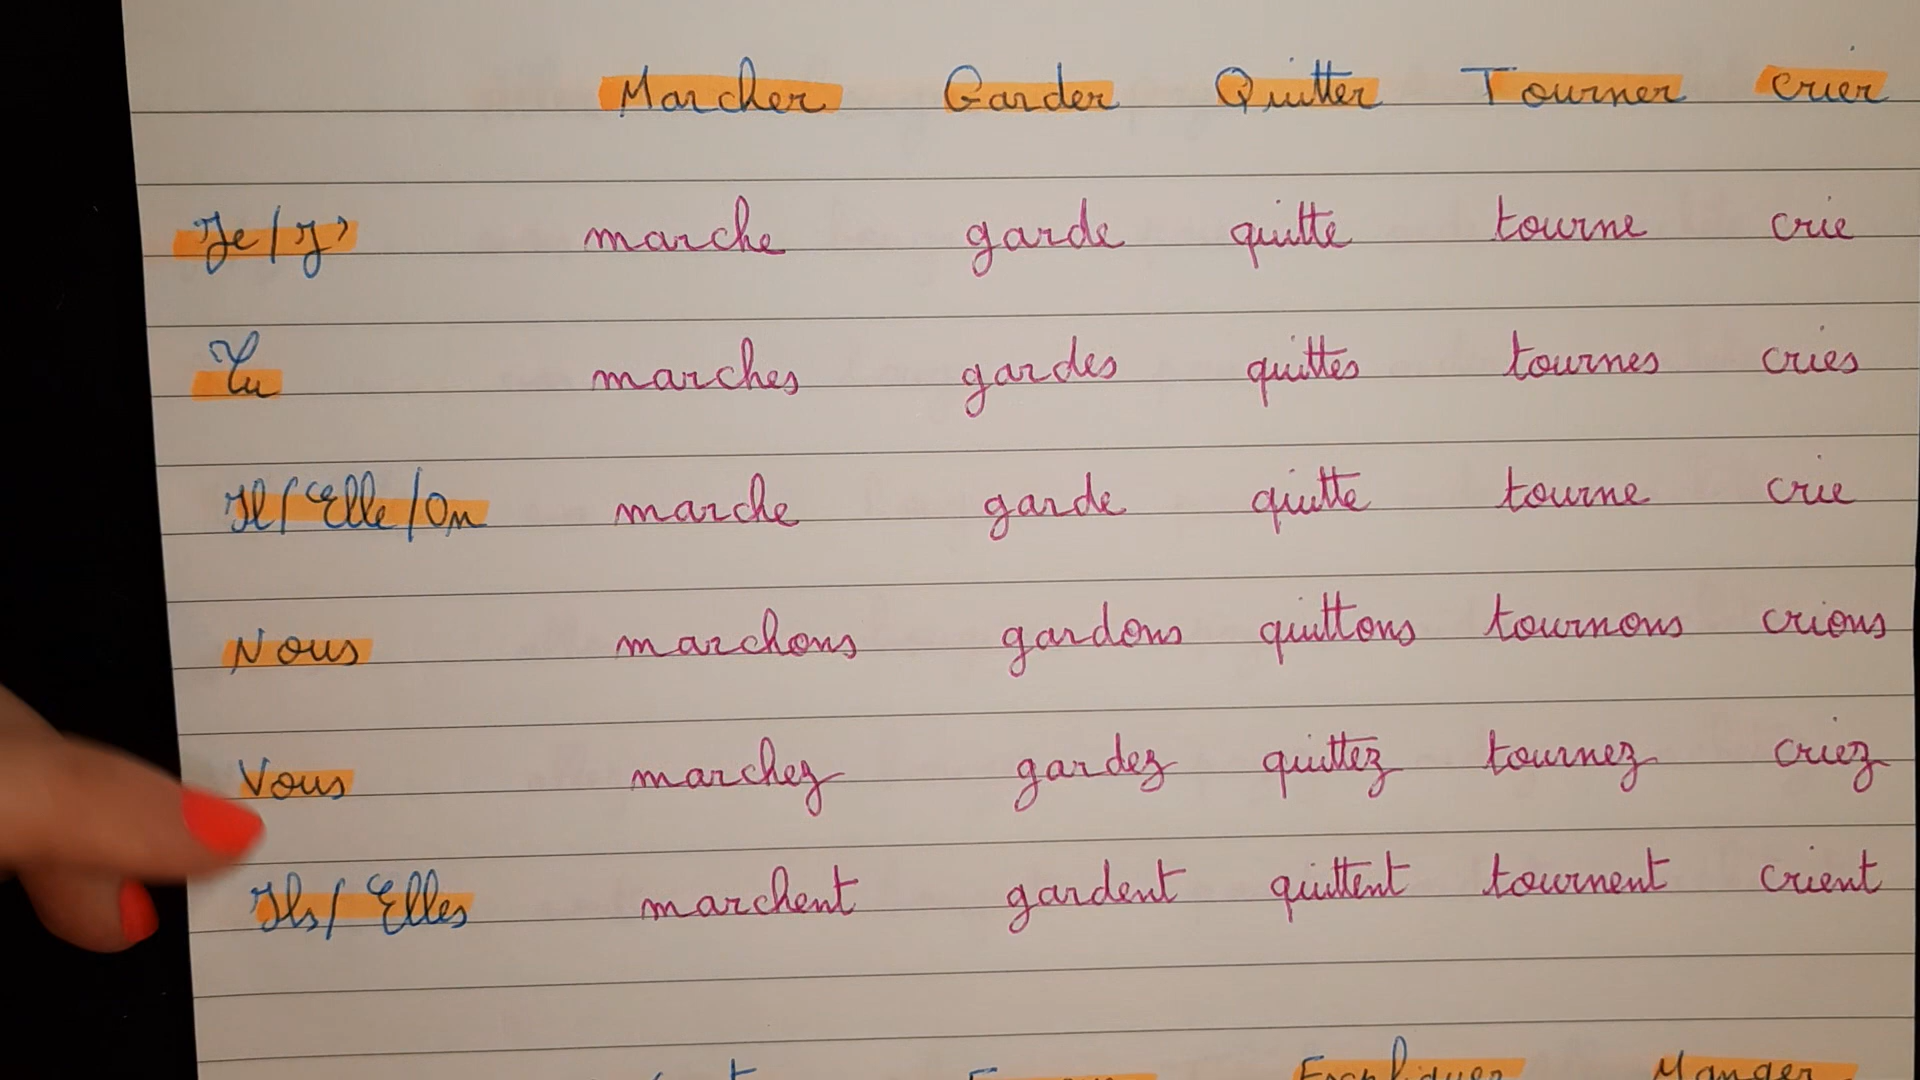 Marcher Garder Quitter Tourner crier
Je/J' marche garde quitte tourne crie
Tu marches gardes quittes tournes cries
Il/Elle/On marche garde quitte tourne crie
Nous marchons gardons quittons tournons crions
Vous marchez gardez quittez tournez criez
Ils/Elles marchent gardent quittent tournent crient
Expliquer Manger